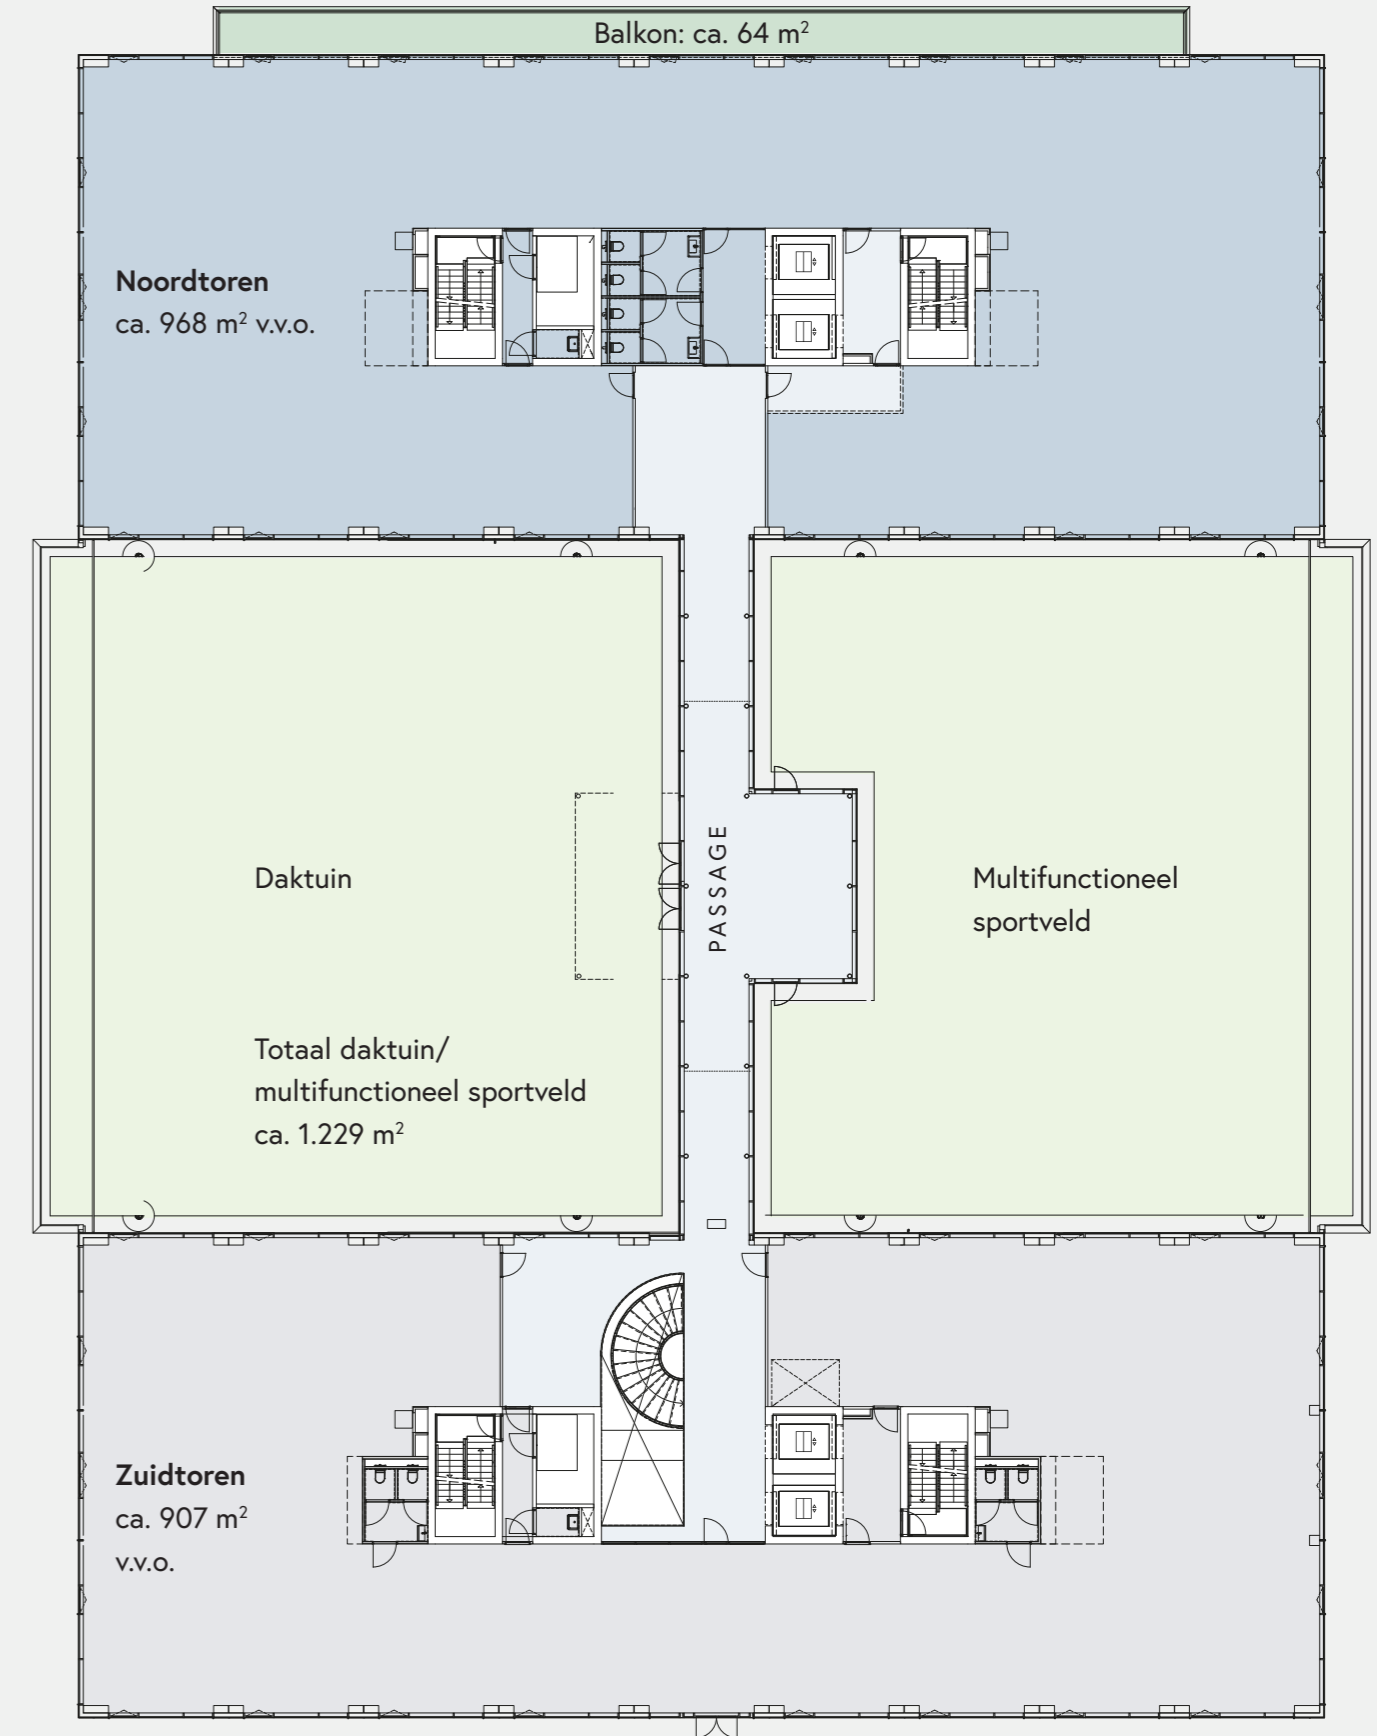 Balkon: ca. 64 m²
Noordtoren
ca. 968 m² v.v.o.
PASSAGE
Daktuin
Multifunctioneel
sportveld
Totaal daktuin/
multifunctioneel sportveld
ca. 1.229 m²
Zuidtoren
ca. 907 m²
v.v.o.